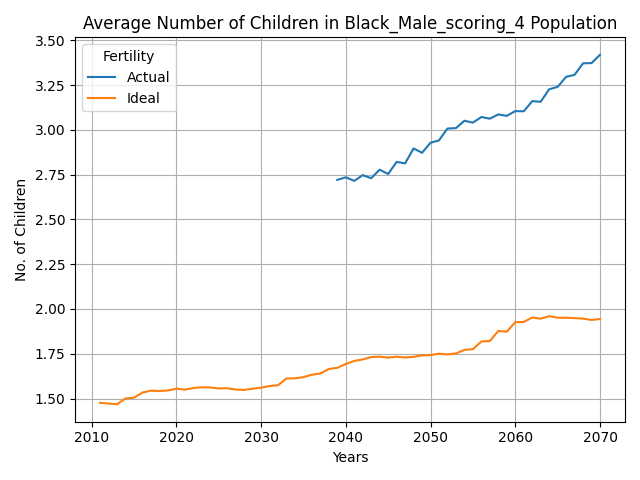 Average Number of Children in Black_Male_scoring_4 Population
Fertility
Actual
Ideal
No. of Children
3.50
3.25
3.00
2.75
2.50
2.25
2.00
1.75
1.50
2010 2020 2030 2040 2050 2060 2070
Years